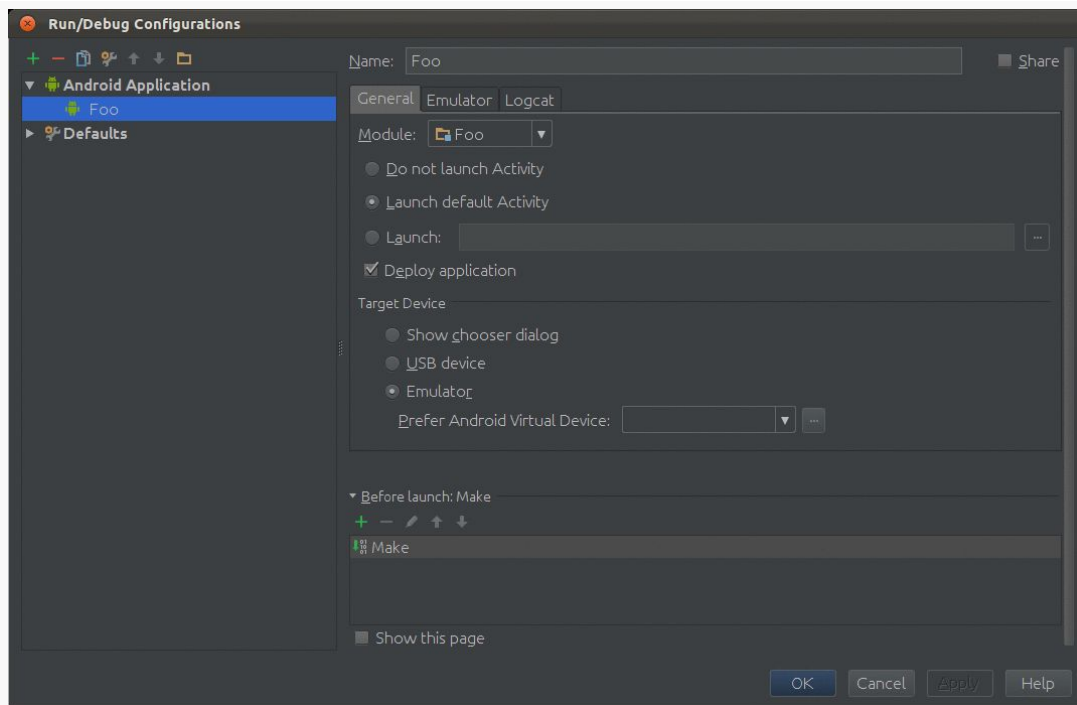 Run/Debug Configurations
Name: Foo
Share
Android Application
Foo
Defaults
General Emulator Logcat
Module: Foo
Do not launch Activity
Launch default Activity
Launch: ...
Deploy application
Target Device
Show chooser dialog
USB device
Emulator
Prefer Android Virtual Device: ...
Before launch: Make
Make
Show this page
OK Cancel Apply Help